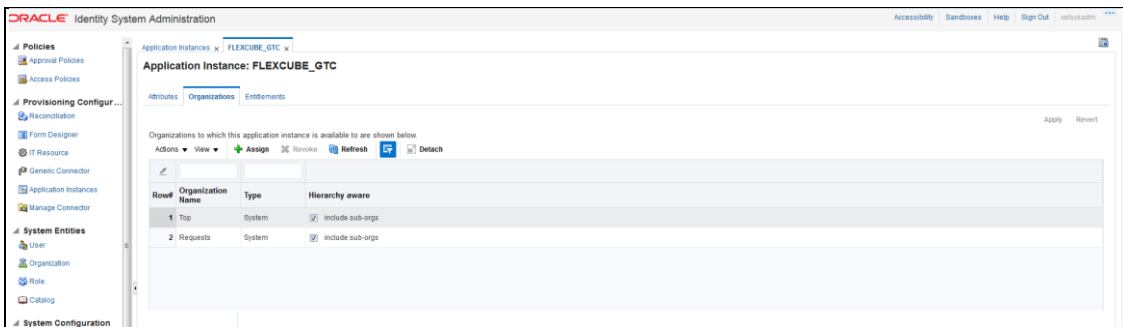 ORACLE Identity System Administration
Accessibility Sandboxes Help Sign Out xelsysadm
Policies
Approval Policies
Access Policies
Provisioning Configur...
Reconciliation
Form Designer
IT Resource
Generic Connector
Application Instances
Manage Connector
System Entities
User
Organization
Role
Catalog
System Configuration
Application Instances x FLEXCUBE_GTC x
Application Instance: FLEXCUBE_GTC
Attributes Organizations Entitlements
Apply Revert
Organizations to which this application instance is available to are shown below.
Actions View Assign Revoke Refresh Detach
Row# Organization Name Type Hierarchy aware
1 Top System include sub-orgs
2 Requests System include sub-orgs